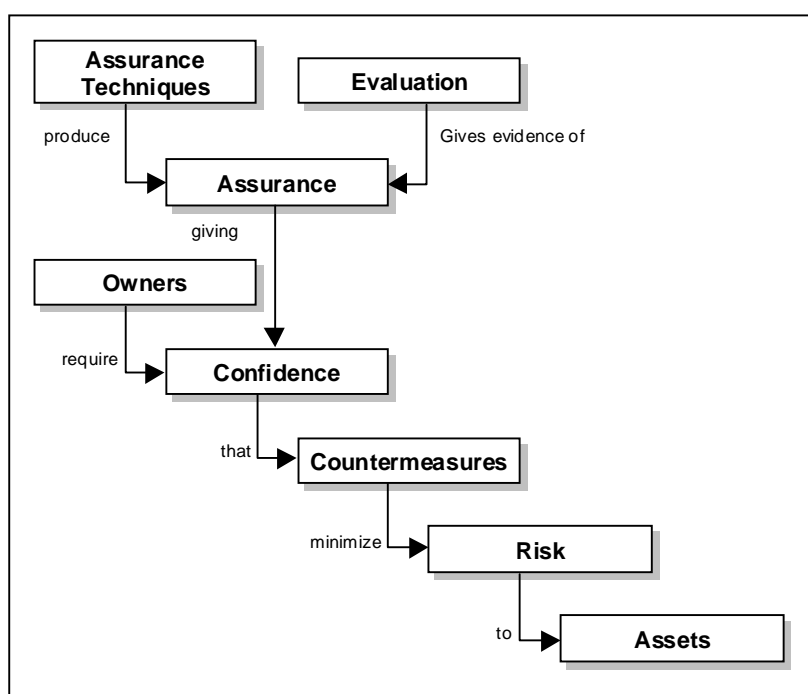 Assurance
Techniques
Evaluation
produce
Gives evidence of
Assurance
giving
Owners
require
Confidence
that
Countermeasures
minimize
Risk
to
Assets